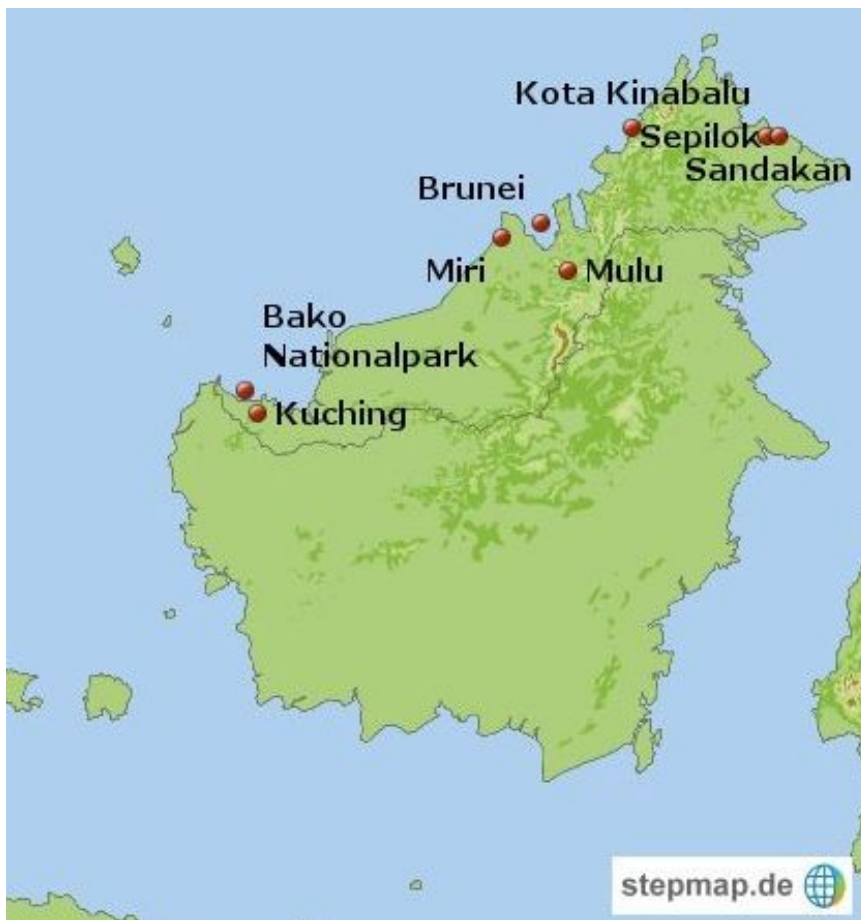 Kota Kinabalu
Sepilok
Sandakan
Brunei
Miri
Mulu
Bako
Nationalpark
Kuching
stepmap.de